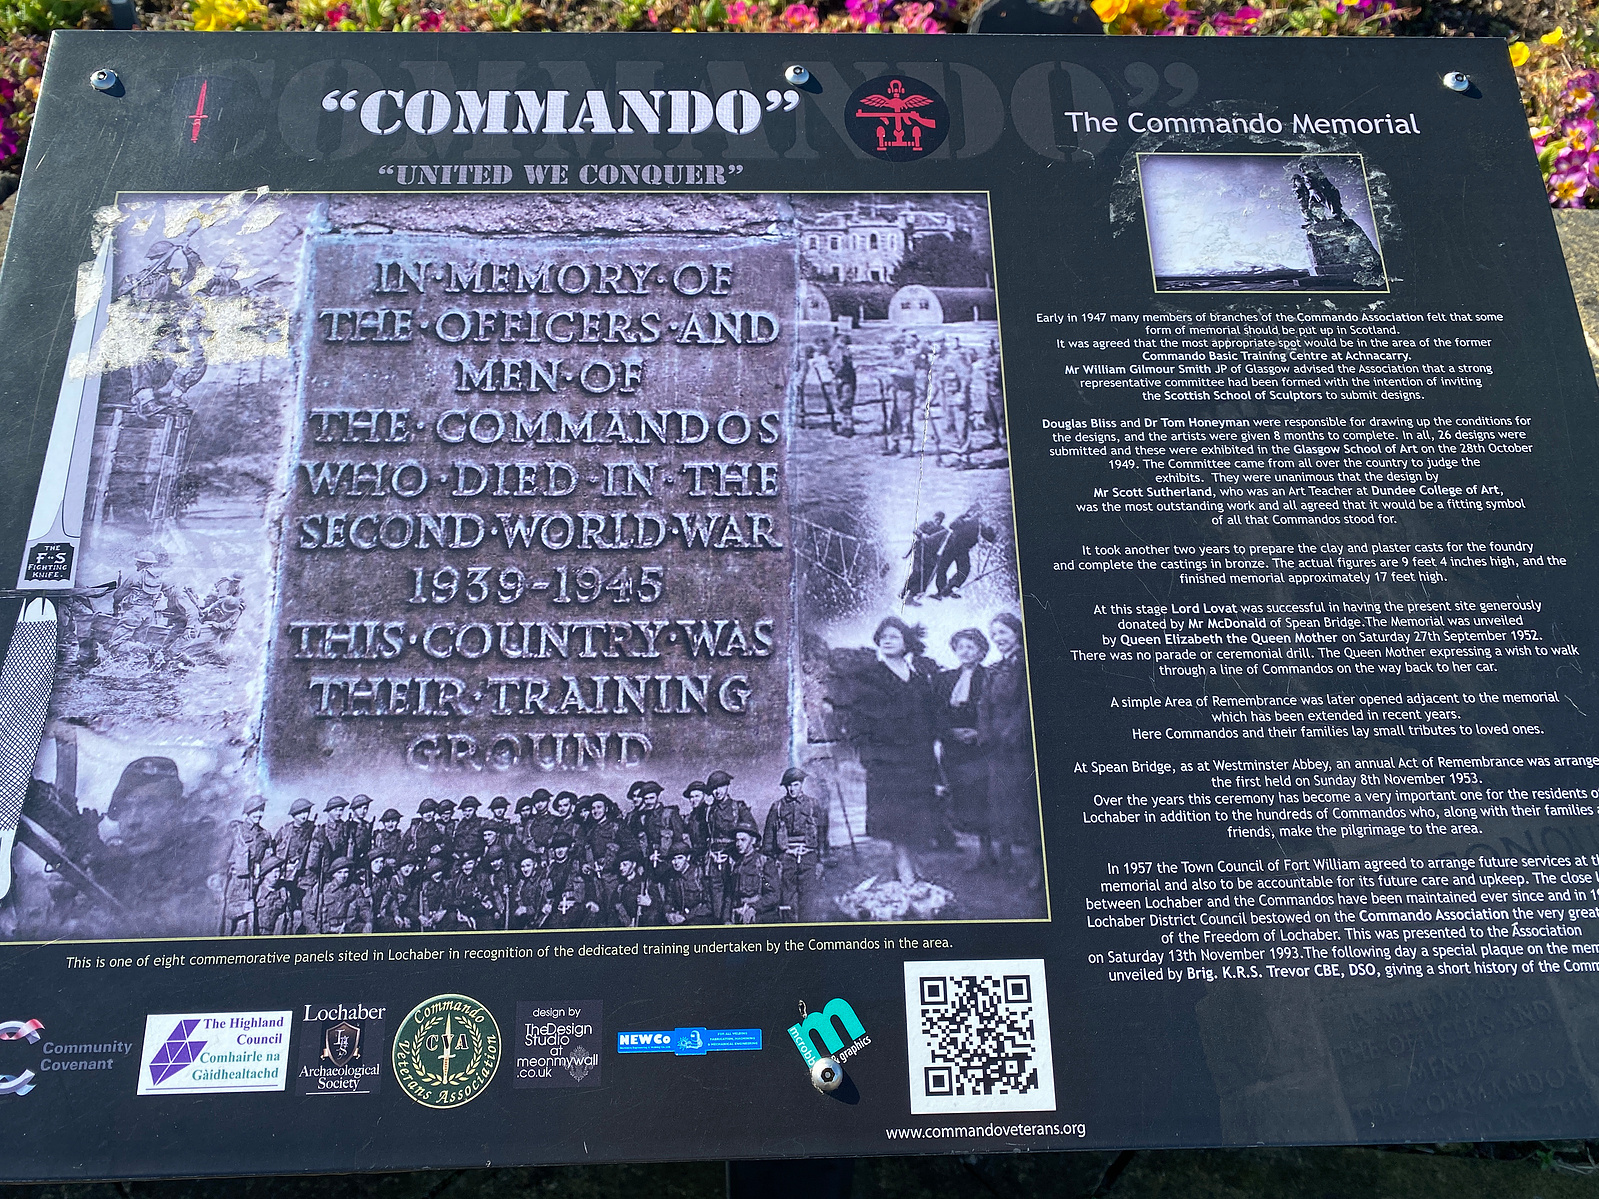 "COMMANDO"
"UNITED WE CONQUER"
IN·MEMORY·OF
THE·OFFICERS·AND
MEN·OF
THE·COMMANDOS
WHO·DIED·IN·THE
SECOND·WORLD·WAR
1939-1945
THIS·COUNTRY·WAS
THEIR·TRAINING
GROUND
THE
F-S
FIGHTING
KNIFE.
This is one of eight commemorative panels sited in Lochaber in recognition of the dedicated training undertaken by the Commandos in the area.
The Commando Memorial
Early in 1947 many members of branches of the Commando Association felt that some
form of memorial should be put up in Scotland.
It was agreed that the most appropriate spot would be in the area of the former
Commando Basic Training Centre at Achnacarry.
Mr William Gilmour Smith JP of Glasgow advised the Association that a strong
representative committee had been formed with the intention of inviting
the Scottish School of Sculptors to submit designs.
Douglas Bliss and Dr Tom Honeyman were responsible for drawing up the conditions for
the designs, and the artists were given 8 months to complete. In all, 26 designs were
submitted and these were exhibited in the Glasgow School of Art on the 28th October
1949. The Committee came from all over the country to judge the
exhibits. They were unanimous that the design by
Mr Scott Sutherland, who was an Art Teacher at Dundee College of Art,
was the most outstanding work and all agreed that it would be a fitting symbol
of all that Commandos stood for.
It took another two years to prepare the clay and plaster casts for the foundry
and complete the castings in bronze. The actual figures are 9 feet 4 inches high, and the
finished memorial approximately 17 feet high.
At this stage Lord Lovat was successful in having the present site generously
donated by Mr McDonald of Spean Bridge.The Memorial was unveiled
by Queen Elizabeth the Queen Mother on Saturday 27th September 1952.
There was no parade or ceremonial drill. The Queen Mother expressing a wish to walk
through a line of Commandos on the way back to her car.
A simple Area of Remembrance was later opened adjacent to the memorial
which has been extended in recent years.
Here Commandos and their families lay small tributes to loved ones.
At Spean Bridge, as at Westminster Abbey, an annual Act of Remembrance was arrange
the first held on Sunday 8th November 1953.
Over the years this ceremony has become a very important one for the residents o
Lochaber in addition to the hundreds of Commandos who, along with their families a
friends, make the pilgrimage to the area.
In 1957 the Town Council of Fort William agreed to arrange future services at th
memorial and also to be accountable for its future care and upkeep. The close l
between Lochaber and the Commandos have been maintained ever since and in 19
Lochaber District Council bestowed on the Commando Association the very great
of the Freedom of Lochaber. This was presented to the Association
on Saturday 13th November 1993.The following day a special plaque on the mem
unveiled by Brig. K.R.S. Trevor CBE, DSO, giving a short history of the Comm
Community
Covenant
The Highland
Council
Comhairle na
Gàidhealtachd
Lochaber
Archaeological
Society
Commando
CVA
Veterans Association
design by
TheDesign
Studio
at
meonmywall
.co.uk
NEWCo
m
& graphics
www.commandoveterans.org